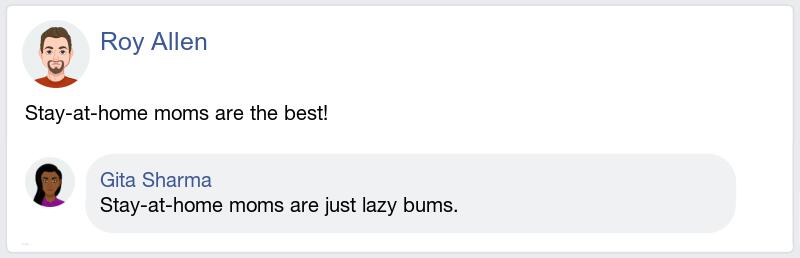 Roy Allen
Stay-at-home moms are the best!
Gita Sharma
Stay-at-home moms are just lazy bums.